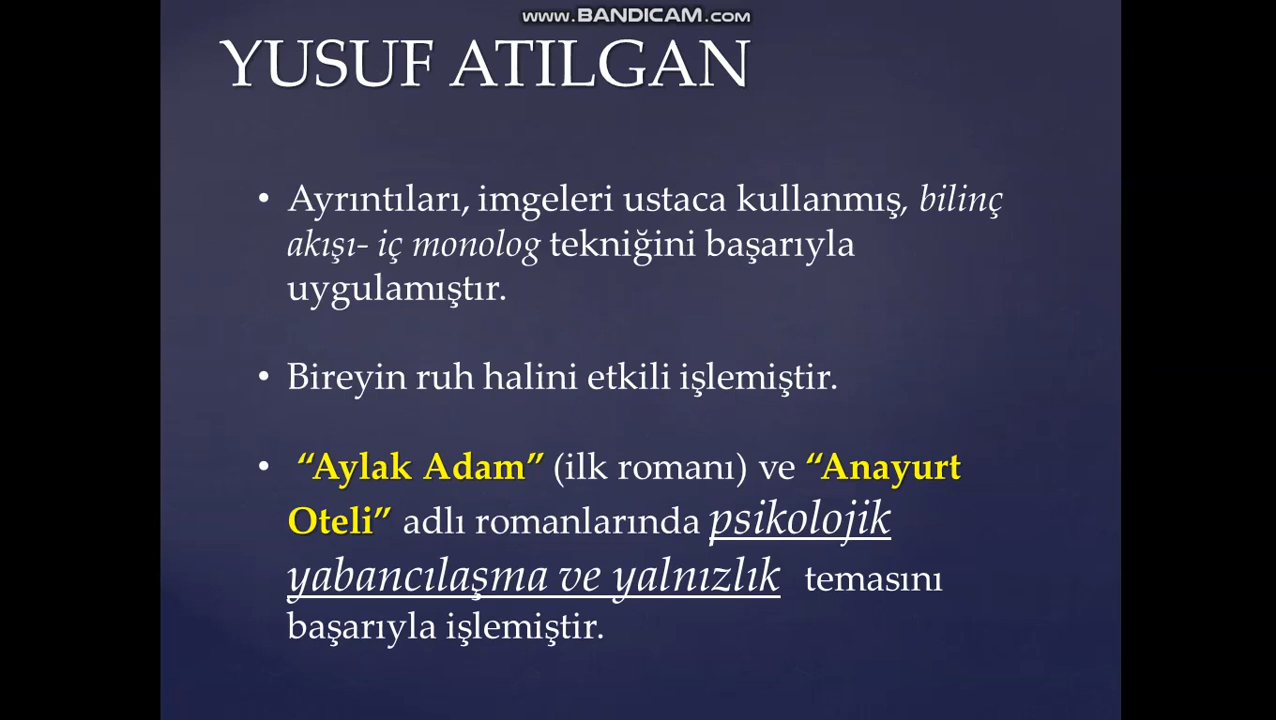 www.BANDICAM.com
YUSUF ATILGAN
• Ayrıntıları, imgeleri ustaca kullanmış, bilinç
akışı- iç monolog tekniğini başarıyla
uygulamıştır.
• Bireyin ruh halini etkili işlemiştir.
• “Aylak Adam” (ilk romanı) ve “Anayurt
Oteli” adlı romanlarında psikolojik
yabancılaşma ve yalnızlık temasını
başarıyla işlemiştir.